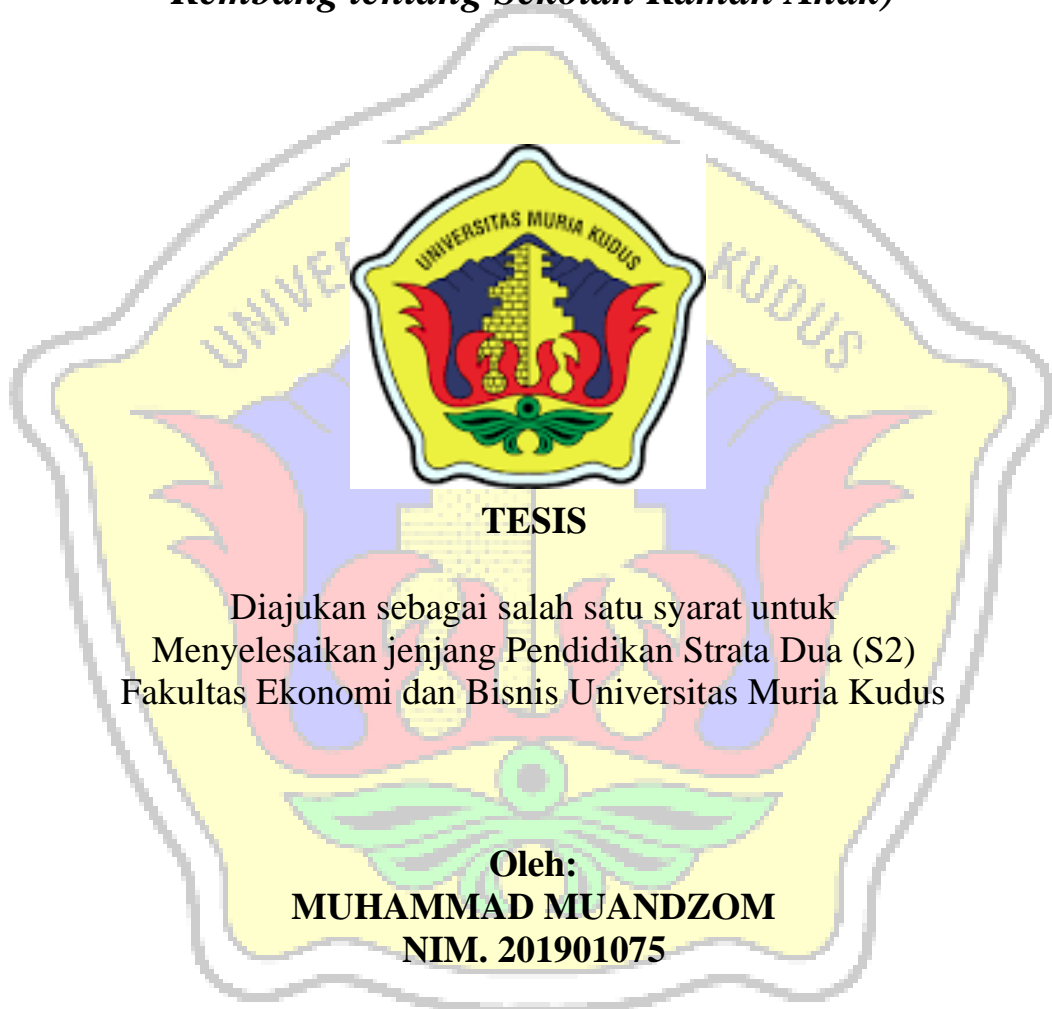 Rembang tentang Sekolah Ramah Anak)
UNIVERSITAS MURIA KUDUS
TESIS
Diajukan sebagai salah satu syarat untuk
Menyelesaikan jenjang Pendidikan Strata Dua (S2)
Fakultas Ekonomi dan Bisnis Universitas Muria Kudus
Oleh:
MUHAMMAD MUANDZOM
NIM. 201901075